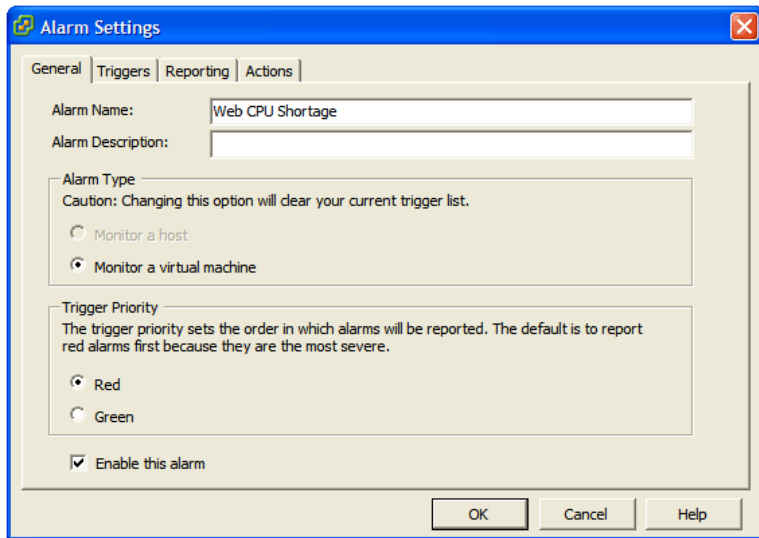 Alarm Settings
General Triggers Reporting Actions
Alarm Name: Web CPU Shortage
Alarm Description:
Alarm Type
Caution: Changing this option will clear your current trigger list.
Monitor a host
Monitor a virtual machine
Trigger Priority
The trigger priority sets the order in which alarms will be reported. The default is to report
red alarms first because they are the most severe.
Red
Green
Enable this alarm
OK Cancel Help